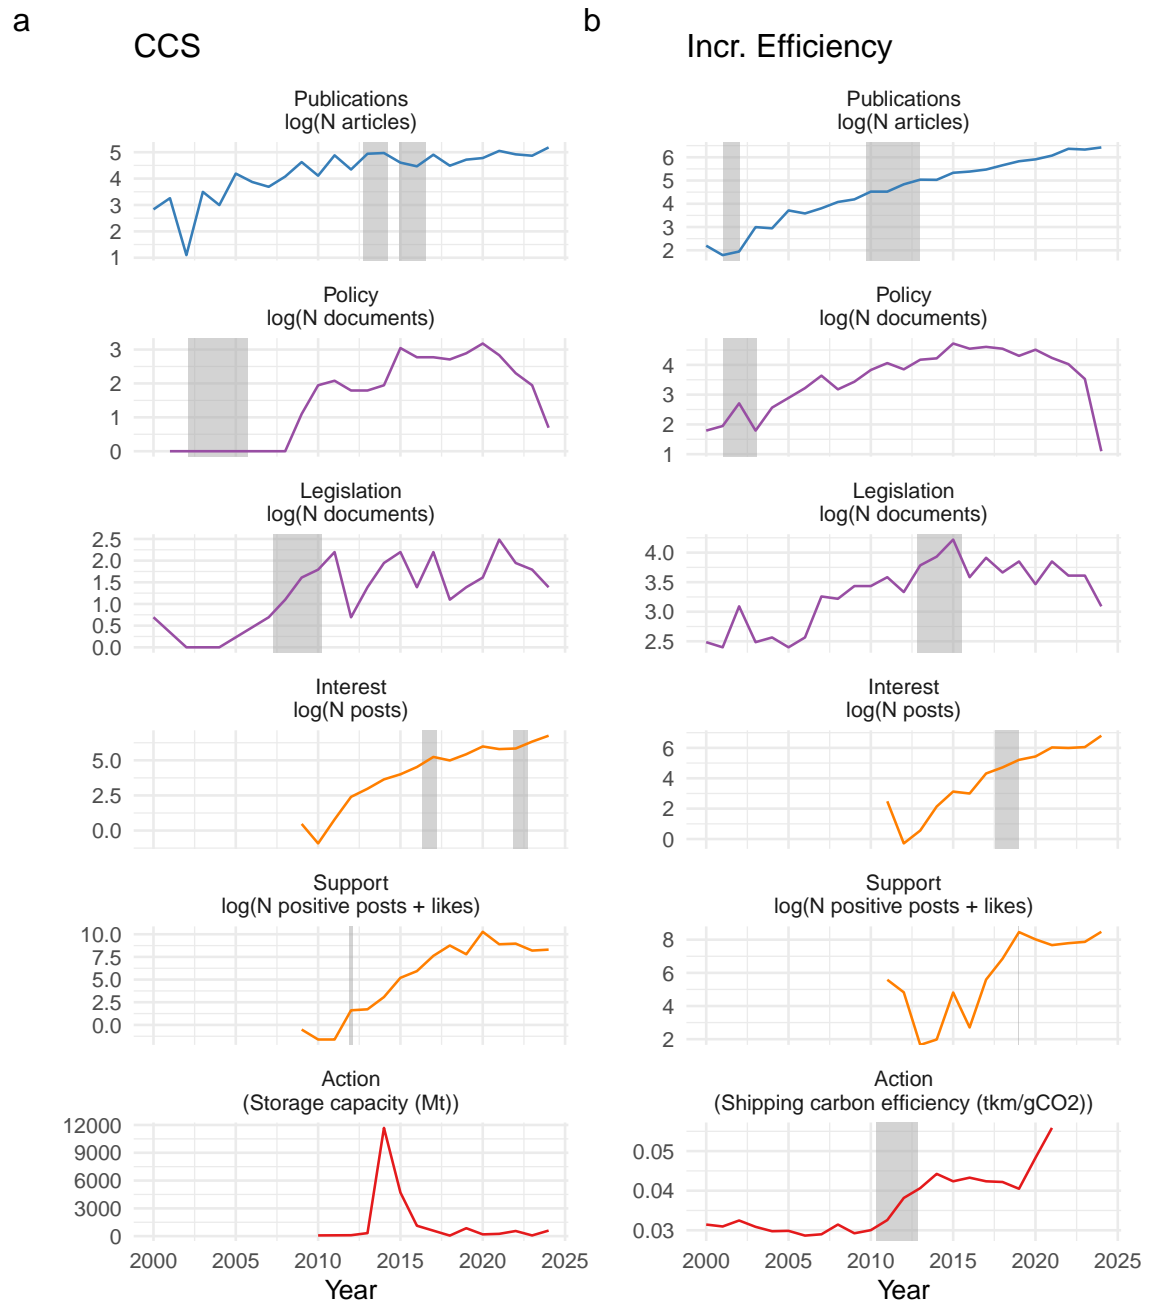 a
CCS
Publications
log(N articles)
5
4
3
2
1
Policy
log(N documents)
3
2
1
0
Legislation
log(N documents)
2.5
2.0
1.5
1.0
0.5
0.0
Interest
log(N posts)
5.0
2.5
0.0
Support
log(N positive posts + likes)
10.0
7.5
5.0
2.5
0.0
Action
(Storage capacity (Mt))
12000
9000
6000
3000
0
2000 2005 2010 2015 2020 2025
Year
b
Incr. Efficiency
Publications
log(N articles)
6
5
4
3
2
Policy
log(N documents)
4
3
2
1
Legislation
log(N documents)
4.0
3.5
3.0
2.5
Interest
log(N posts)
6
4
2
0
Support
log(N positive posts + likes)
8
6
4
2
Action
(Shipping carbon efficiency (tkm/gCO2))
0.05
0.04
0.03
2000 2005 2010 2015 2020 2025
Year